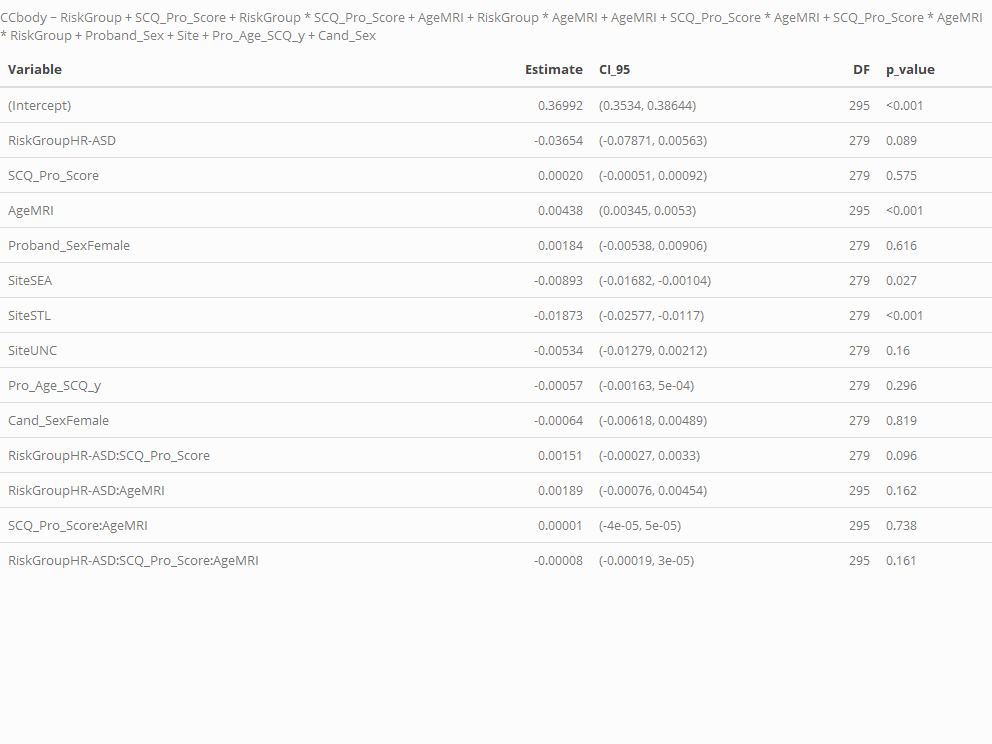 CCbody ~ RiskGroup + SCQ_Pro_Score + RiskGroup * SCQ_Pro_Score + AgeMRI + RiskGroup * AgeMRI + AgeMRI + SCQ_Pro_Score * AgeMRI + SCQ_Pro_Score * AgeMRI
* RiskGroup + Proband_Sex + Site + Pro_Age_SCQ_y + Cand_Sex
Variable Estimate CI_95 DF p_value
(Intercept) 0.36992 (0.3534, 0.38644) 295 <0.001
RiskGroupHR-ASD -0.03654 (-0.07871, 0.00563) 279 0.089
SCQ_Pro_Score 0.00020 (-0.00051, 0.00092) 279 0.575
AgeMRI 0.00438 (0.00345, 0.0053) 295 <0.001
Proband_SexFemale 0.00184 (-0.00538, 0.00906) 279 0.616
SiteSEA -0.00893 (-0.01682, -0.00104) 279 0.027
SiteSTL -0.01873 (-0.02577, -0.0117) 279 <0.001
SiteUNC -0.00534 (-0.01279, 0.00212) 279 0.16
Pro_Age_SCQ_y -0.00057 (-0.00163, 5e-04) 279 0.296
Cand_SexFemale -0.00064 (-0.00618, 0.00489) 279 0.819
RiskGroupHR-ASD:SCQ_Pro_Score 0.00151 (-0.00027, 0.0033) 279 0.096
RiskGroupHR-ASD:AgeMRI 0.00189 (-0.00076, 0.00454) 295 0.162
SCQ_Pro_Score:AgeMRI 0.00001 (-4e-05, 5e-05) 295 0.738
RiskGroupHR-ASD:SCQ_Pro_Score:AgeMRI -0.00008 (-0.00019, 3e-05) 295 0.161